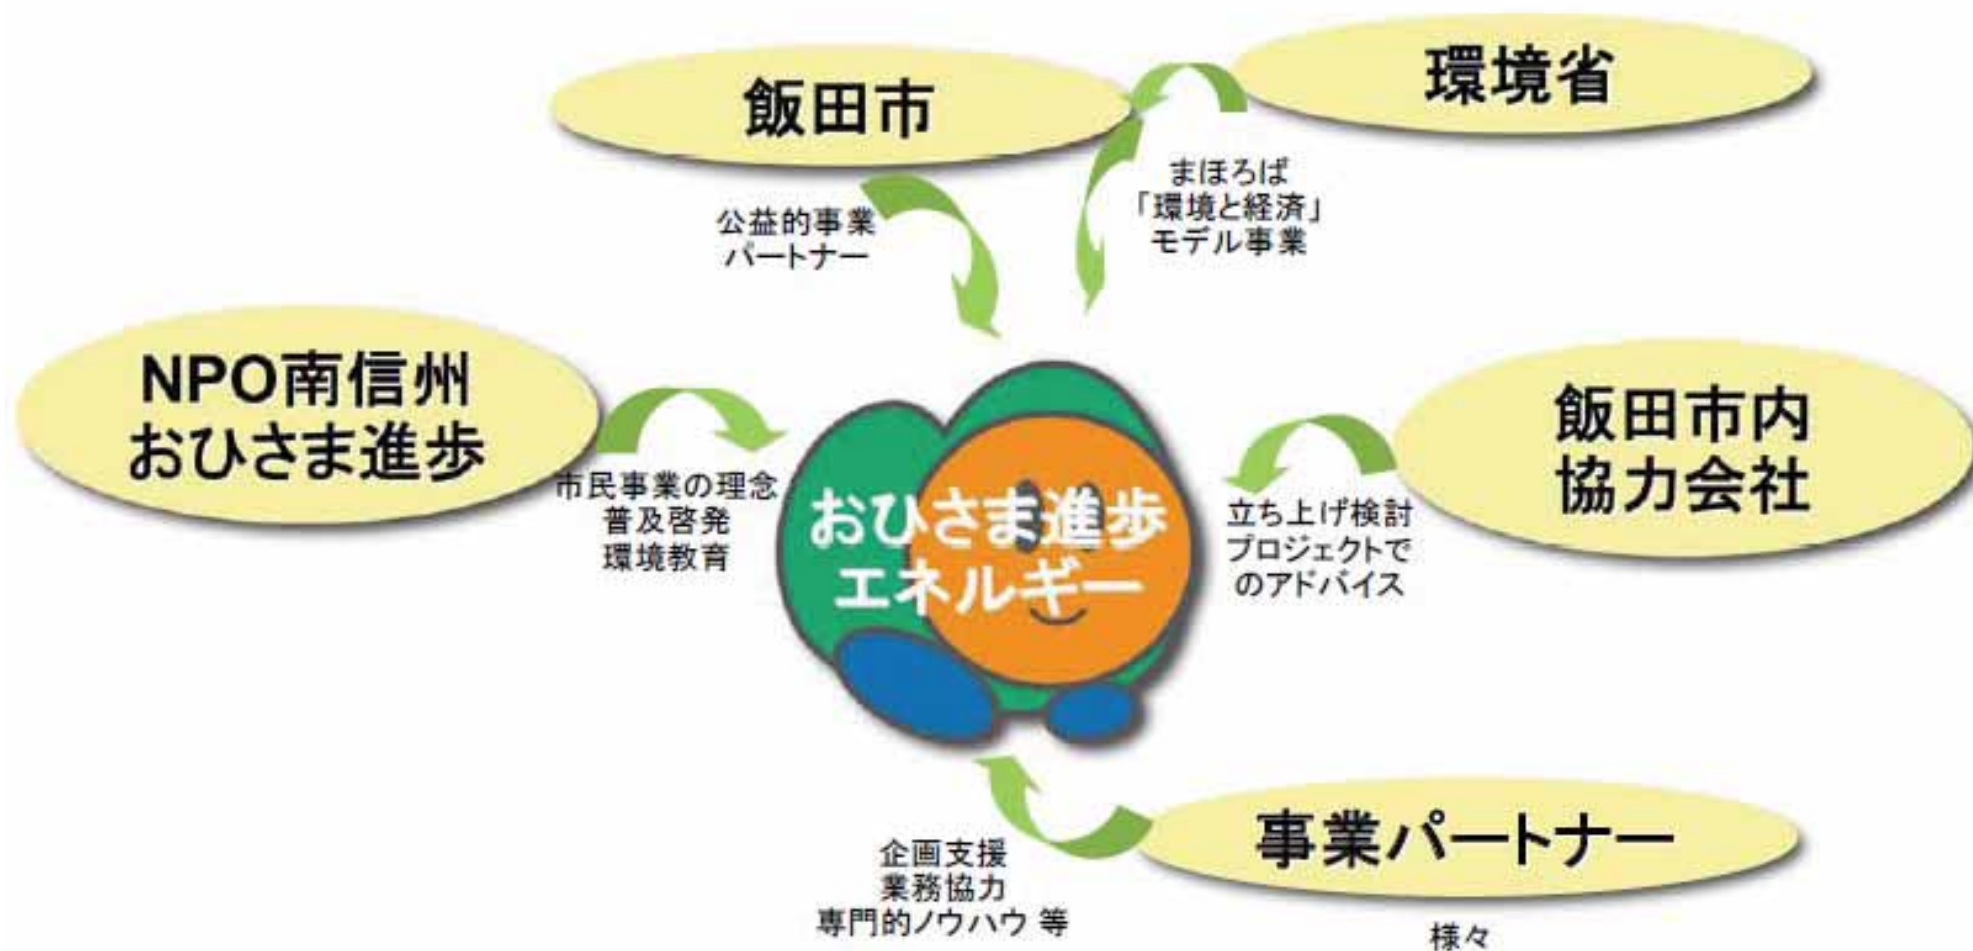 飯田市
環境省
公益的事業
パートナー
まほろば
「環境と経済」
モデル事業
NPO南信州
おひさま進歩
市民事業の理念
普及啓発
環境教育
おひさま進歩
エネルギー
飯田市内
協力会社
立ち上げ検討
プロジェクトで
のアドバイス
事業パートナー
様々
企画支援
業務協力
専門的ノウハウ 等